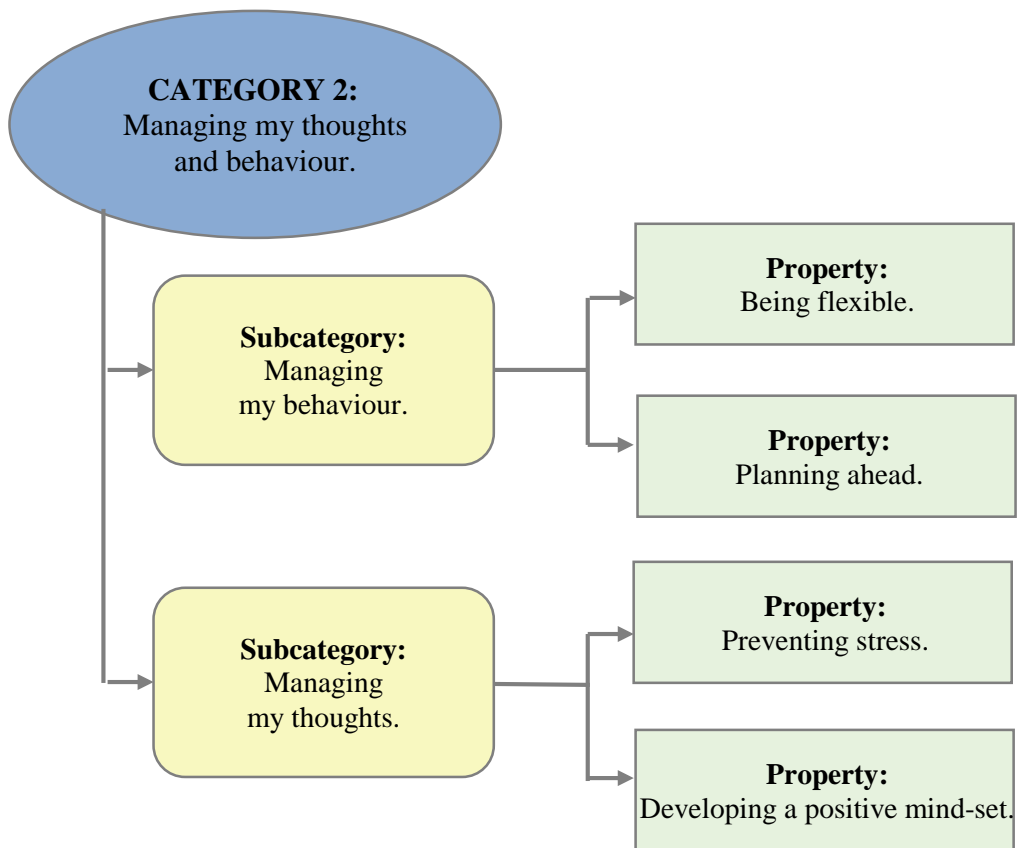 CATEGORY 2:
Managing my thoughts
and behaviour.
Property:
Being flexible.
Subcategory:
Managing
my behaviour.
Property:
Planning ahead.
Property:
Preventing stress.
Subcategory:
Managing
my thoughts.
Property:
Developing a positive mind-set.